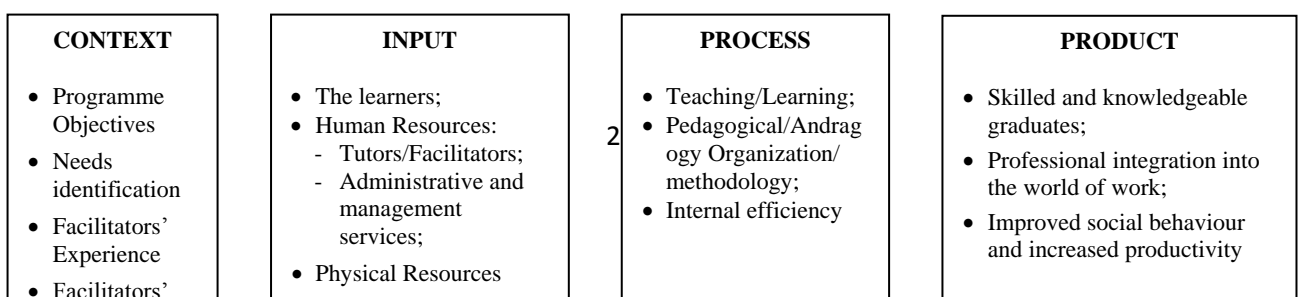 CONTEXT
• Programme
Objectives
• Needs
identification
• Facilitators’
Experience
• Facilitators’
INPUT
• The learners;
• Human Resources:
- Tutors/Facilitators;
- Administrative and
management
services;
• Physical Resources
2
PROCESS
• Teaching/Learning;
• Pedagogical/Andrag
ogy Organization/
methodology;
• Internal efficiency
PRODUCT
• Skilled and knowledgeable
graduates;
• Professional integration into
the world of work;
• Improved social behaviour
and increased productivity